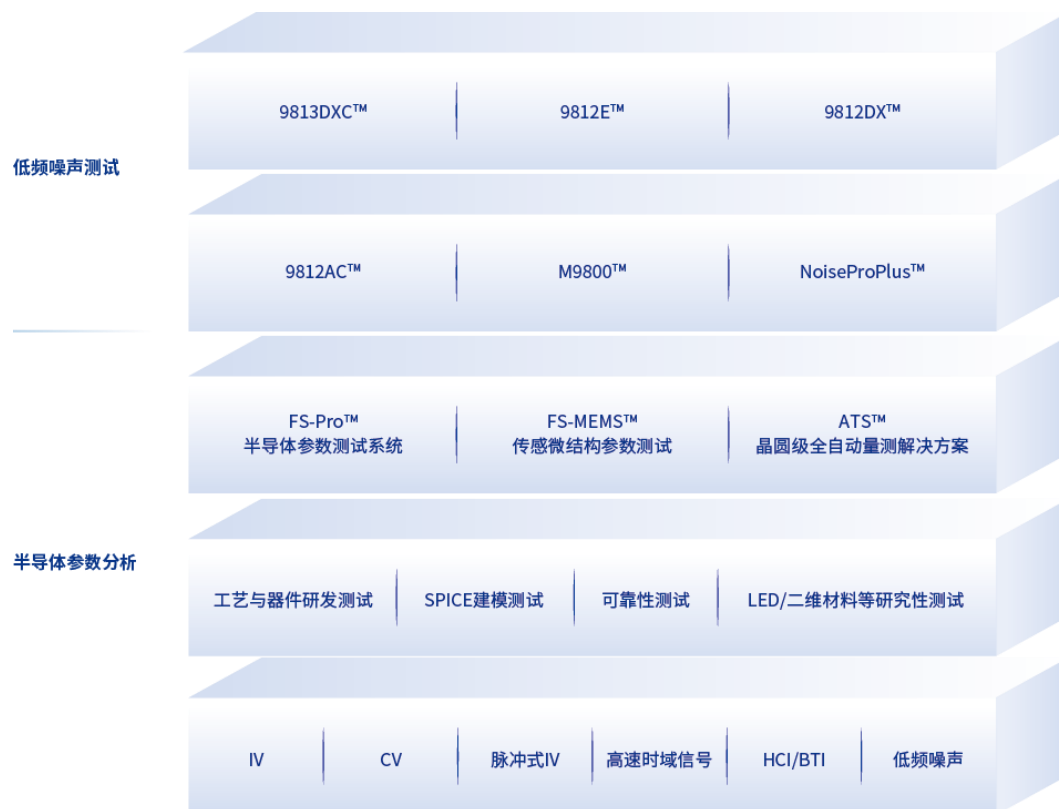 低频噪声测试
9813DXC™
9812E™
9812DX™
9812AC™
M9800™
NoiseProPlus™
半导体参数分析
FS-Pro™
半导体参数测试系统
FS-MEMS™
传感微结构参数测试
ATS™
晶圆级全自动量测解决方案
工艺与器件研发测试
SPICE建模测试
可靠性测试
LED/二维材料等研究性测试
IV
CV
脉冲式IV
高速时域信号
HCI/BTI
低频噪声